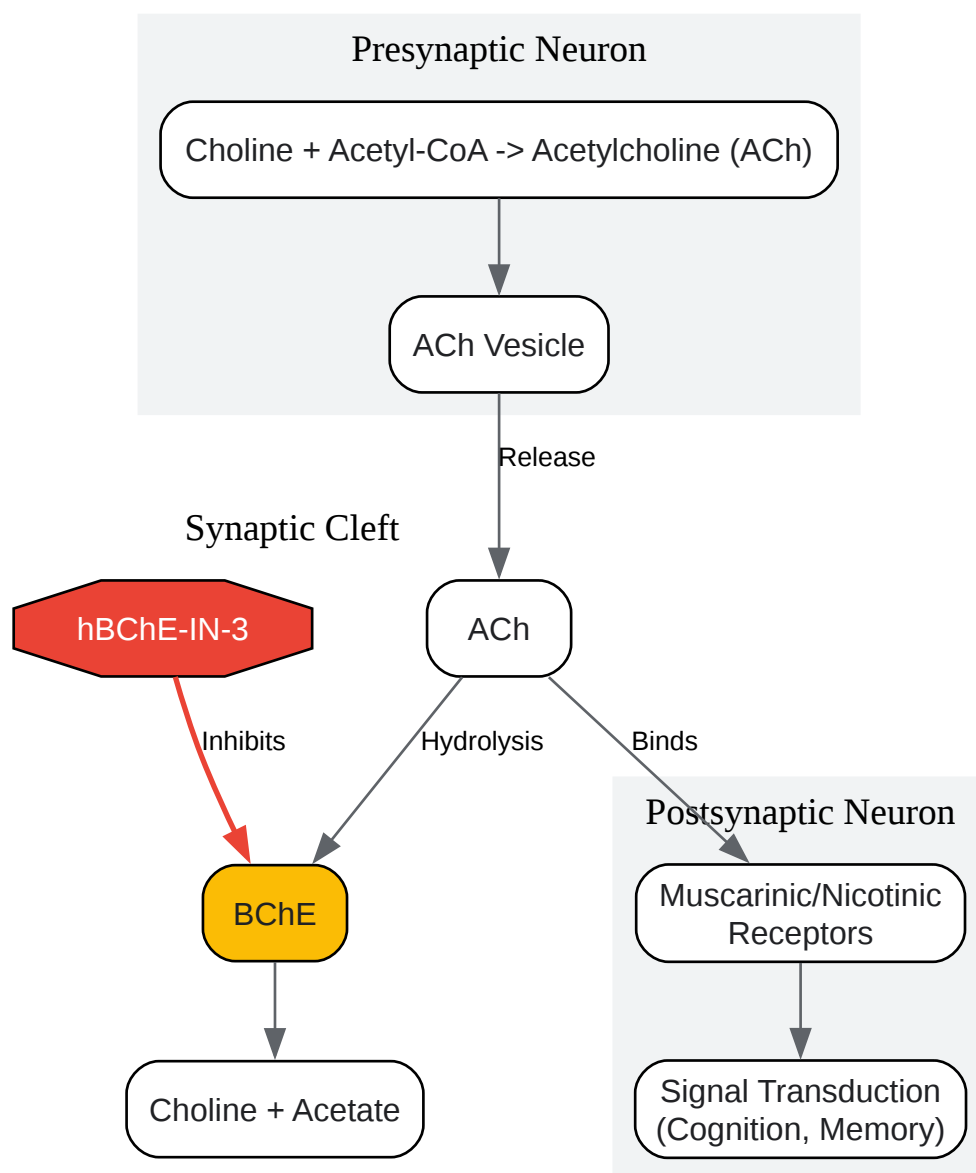 Presynaptic Neuron
Choline + Acetyl-CoA -> Acetylcholine (ACh)
ACh Vesicle
Release
Synaptic Cleft
hBChE-IN-3
ACh
Inhibits
Hydrolysis
Binds
Postsynaptic Neuron
BChE
Muscarinic/Nicotinic
Receptors
Choline + Acetate
Signal Transduction
(Cognition, Memory)